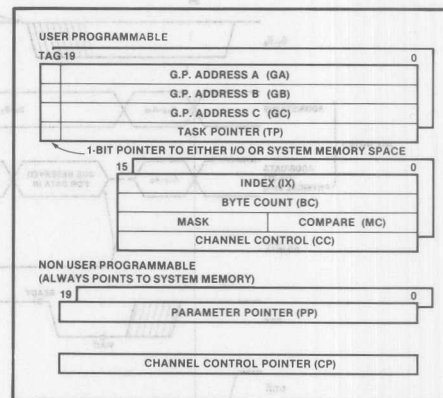 USER PROGRAMMABLE
TAG 19 0
G.P. ADDRESS A (GA)
G.P. ADDRESS B (GB)
G.P. ADDRESS C (GC)
TASK POINTER (TP)
1-BIT POINTER TO EITHER I/O OR SYSTEM MEMORY SPACE
15 0
INDEX (IX)
BYTE COUNT (BC)
MASK COMPARE (MC)
CHANNEL CONTROL (CC)
NON USER PROGRAMMABLE
(ALWAYS POINTS TO SYSTEM MEMORY)
19 0
PARAMETER POINTER (PP)
CHANNEL CONTROL POINTER (CP)